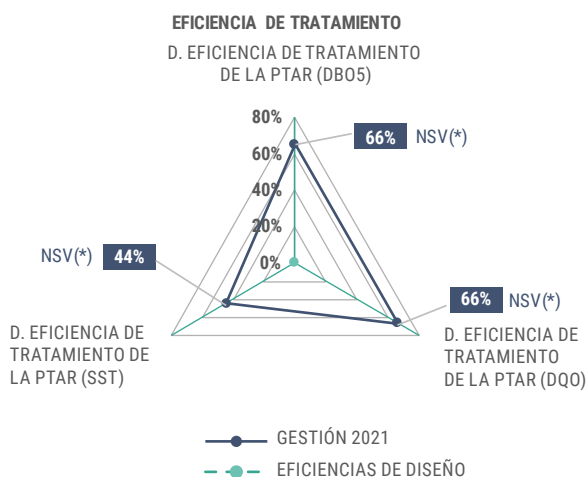 EFICIENCIA DE TRATAMIENTO
D. EFICIENCIA DE TRATAMIENTO
DE LA PTAR (DBO5)
80%
66% NSV(*)
60%
40%
20%
0%
NSV(*) 44%
66% NSV(*)
D. EFICIENCIA DE
TRATAMIENTO DE
LA PTAR (SST)
D. EFICIENCIA DE
TRATAMIENTO
DE LA PTAR (DQO)
GESTIÓN 2021
EFICIENCIAS DE DISEÑO